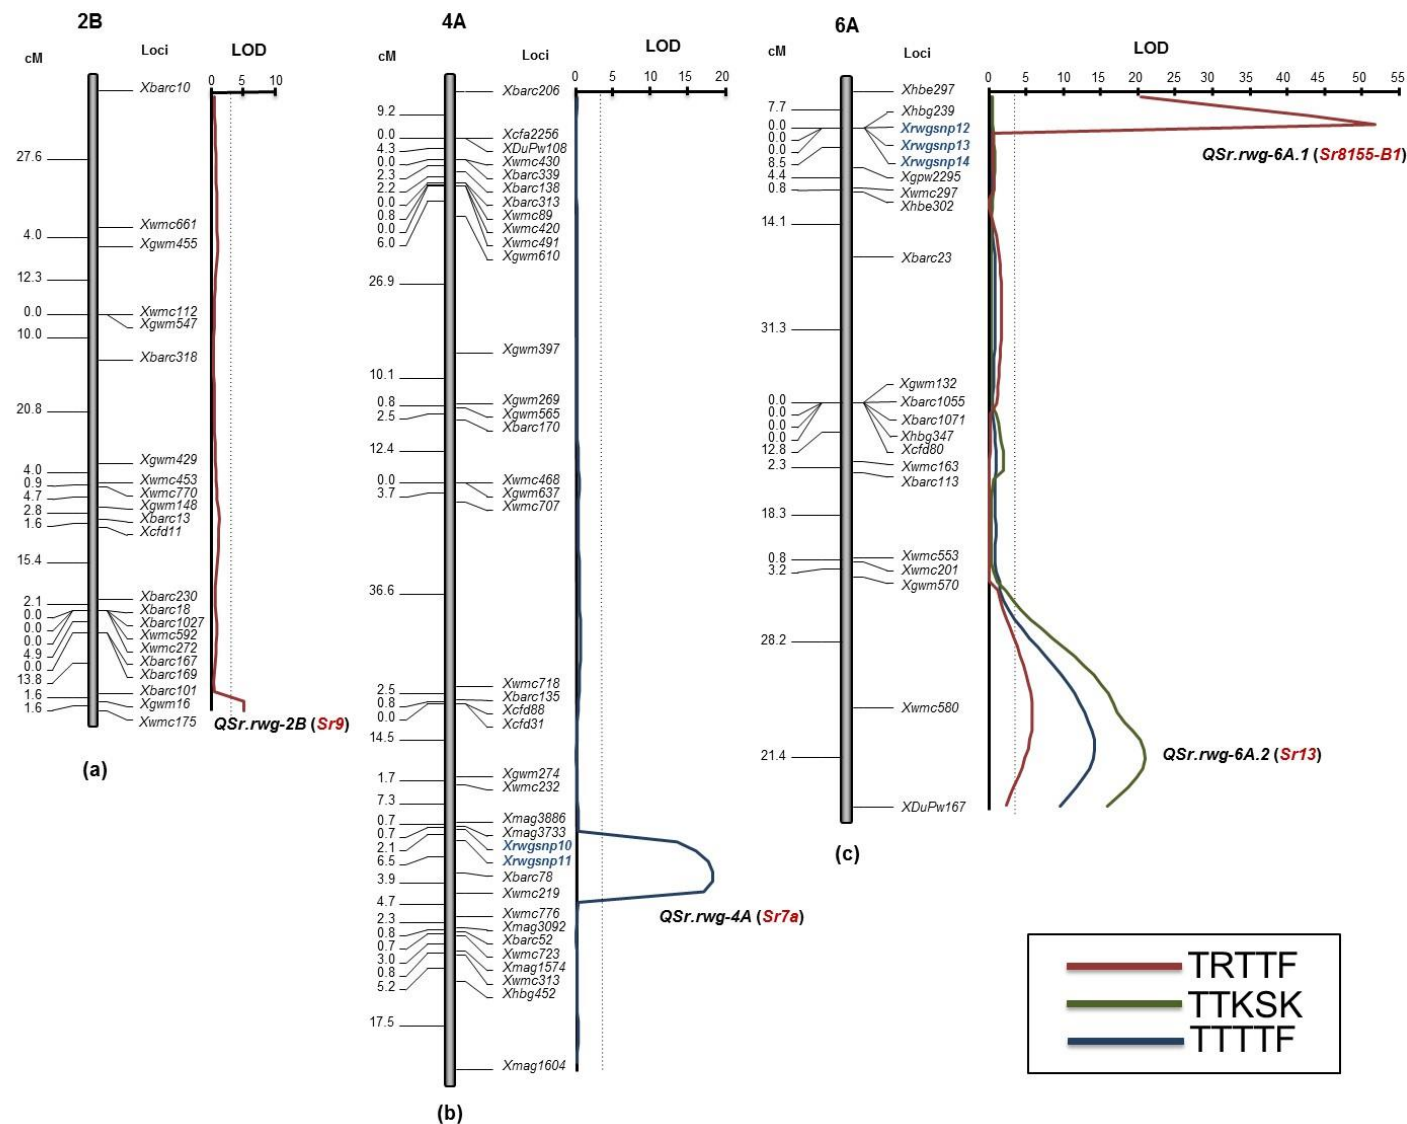 2B
cM
Loci
LOD
0 5 10
Xbarc10
27.6
Xwmc661
4.0
Xgwm455
12.3
0.0
Xwmc112
Xgwm547
10.0
Xbarc318
20.8
Xgwm429
4.0
Xwmc453
0.9
Xwmc770
4.7
Xgwm148
2.8
Xbarc13
1.6
Xcfd11
15.4
Xbarc230
2.1
Xbarc18
0.0
Xbarc1027
0.0
Xwmc592
0.0
Xwmc272
4.9
Xbarc167
0.0
Xbarc169
13.8
Xbarc101
1.6
Xgwm16
1.6
Xwmc175
QSr.rwg-2B (Sr9)
(a)
4A
cM
Loci
LOD
0 5 10 15 20
Xbarc206
9.2
0.0
Xcfa2256
4.3
XDuPw108
0.0
Xwmc430
2.3
Xbarc339
2.2
Xbarc138
0.0
Xbarc313
0.8
Xwmc89
0.0
Xwmc420
6.0
Xwmc491
Xgwm610
26.9
Xgwm397
10.1
0.8
Xgwm269
2.5
Xgwm565
Xbarc170
12.4
0.0
Xwmc468
3.7
Xgwm637
Xwmc707
36.6
Xwmc718
2.5
Xbarc135
0.8
Xcfd88
0.0
Xcfd31
14.5
Xgwm274
1.7
Xwmc232
7.3
Xmag3886
0.7
Xmag3733
0.7
Xrwgsnp10
2.1
Xrwgsnp11
6.5
Xbarc78
3.9
Xwmc219
4.7
Xwmc776
2.3
Xmag3092
0.8
Xbarc52
0.7
Xwmc723
3.0
Xmag1574
0.8
Xwmc313
5.2
Xhbg452
17.5
Xmag1604
QSr.rwg-4A (Sr7a)
(b)
6A
cM
Loci
LOD
0 5 10 15 20 25 30 35 40 45 50 55
Xhbe297
7.7
Xhbg239
0.0
Xrwgsnp12
0.0
Xrwgsnp13
0.0
Xrwgsnp14
8.5
Xgpw2295
4.4
Xwmc297
0.8
Xhbe302
14.1
Xbarc23
31.3
Xgwm132
0.0
Xbarc1055
0.0
Xbarc1071
0.0
Xhbg347
0.0
Xcfd80
12.8
Xwmc163
2.3
Xbarc113
18.3
Xwmc553
0.8
Xwmc201
3.2
Xgwm570
28.2
Xwmc580
21.4
XDuPw167
QSr.rwg-6A.1 (Sr8155-B1)
QSr.rwg-6A.2 (Sr13)
(c)
TRTTF
TTKSK
TTTTF